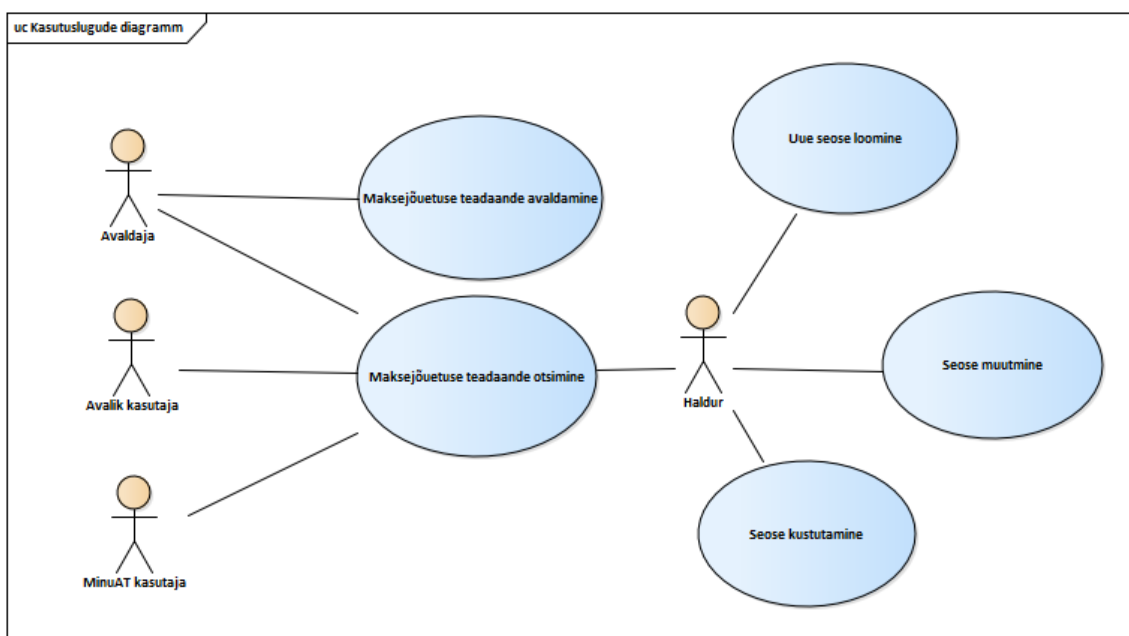 uc Kasutuslugude diagramm
Uue seose loomine
Maksejõuetuse teadaande avaldamine
Avaldaja
Avalik kasutaja
Maksejõuetuse teadaande otsimine
Haldur
Seose muutmine
Seose kustutamine
MinuAT kasutaja